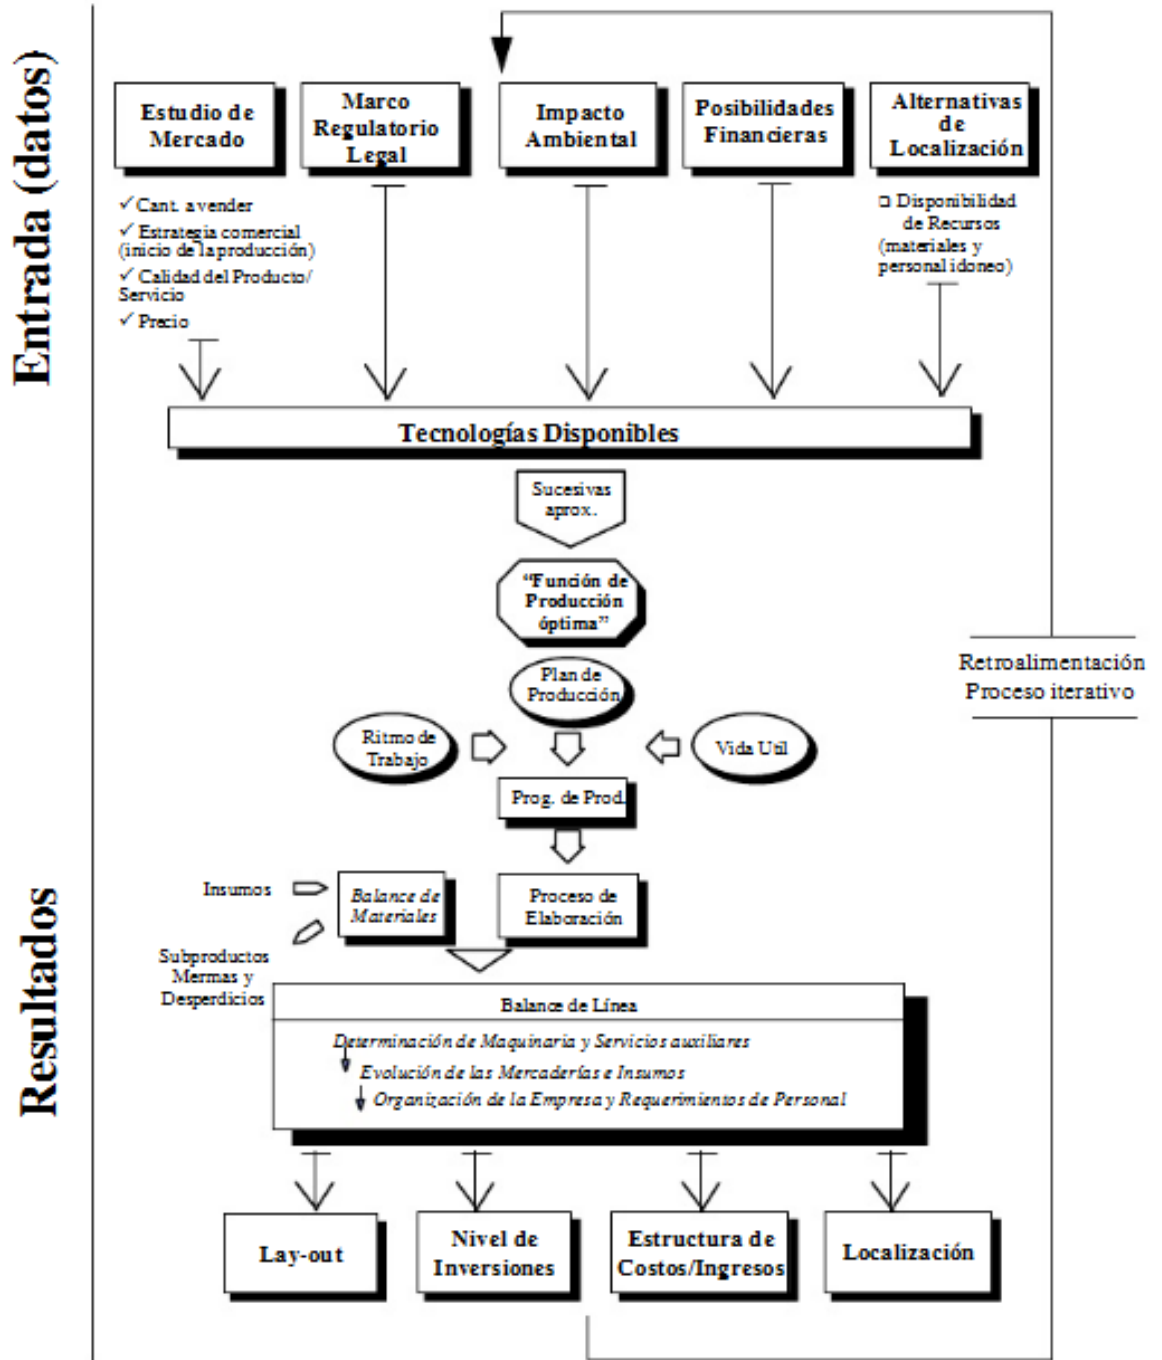 Entrada (datos)
Estudio de
Mercado
Marco
Regulatorio
Legal
Impacto
Ambiental
Posibilidades
Financieras
Alternativas
de
Localización
✓ Cant. a vender
✓ Estrategia comercial
(inicio de la producción)
✓ Calidad del Producto/
Servicio
✓ Precio
❑ Disponibilidad
de Recursos
(materiales y
personal idoneo)
Tecnologías Disponibles
Sucesivas
aprox.
“Función de
Producción
óptima”
Plan de
Producción
Ritmo de
Trabajo
Vida Util
Prog. de Prod.
Retroalimentación
Proceso iterativo
Resultados
Insumos
Balance de
Materiales
Proceso de
Elaboración
Subproductos
Mermas y
Desperdicios
Balance de Línea
Determinación de Maquinaria y Servicios auxiliares
Evolución de las Mercaderías e Insumos
Organización de la Empresa y Requerimientos de Personal
Lay-out
Nivel de
Inversiones
Estructura de
Costos/Ingresos
Localización